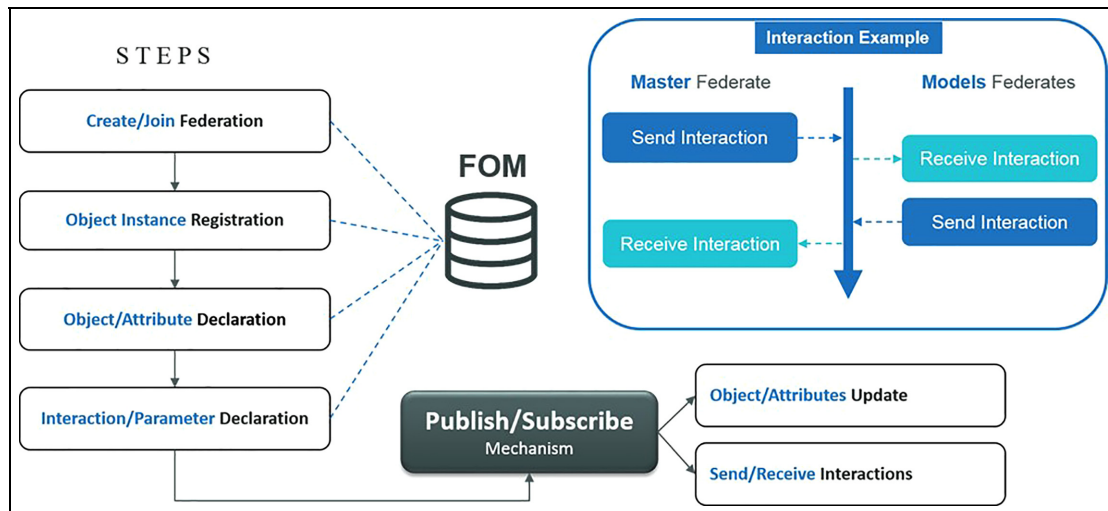 STEPS
Create/Join Federation
Object Instance Registration
Object/Attribute Declaration
Interaction/Parameter Declaration
FOM
Publish/Subscribe
Mechanism
Object/Attributes Update
Send/Receive Interactions
Interaction Example
Master Federate
Models Federates
Send Interaction
Receive Interaction
Send Interaction
Receive Interaction